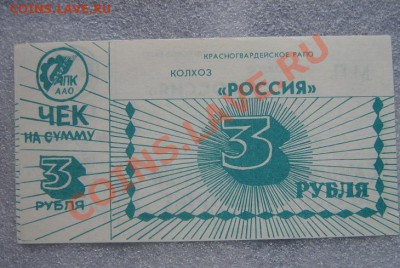 АПК
ААО
ЧЕК
НА СУММУ
3
РУБЛЯ
КРАСНОГВАРДЕЙСКОЕ РАПО
КОЛХОЗ
«РОССИЯ»
3
РУБЛЯ
COINS.LAVE.RU
COINS.LAVE.RU